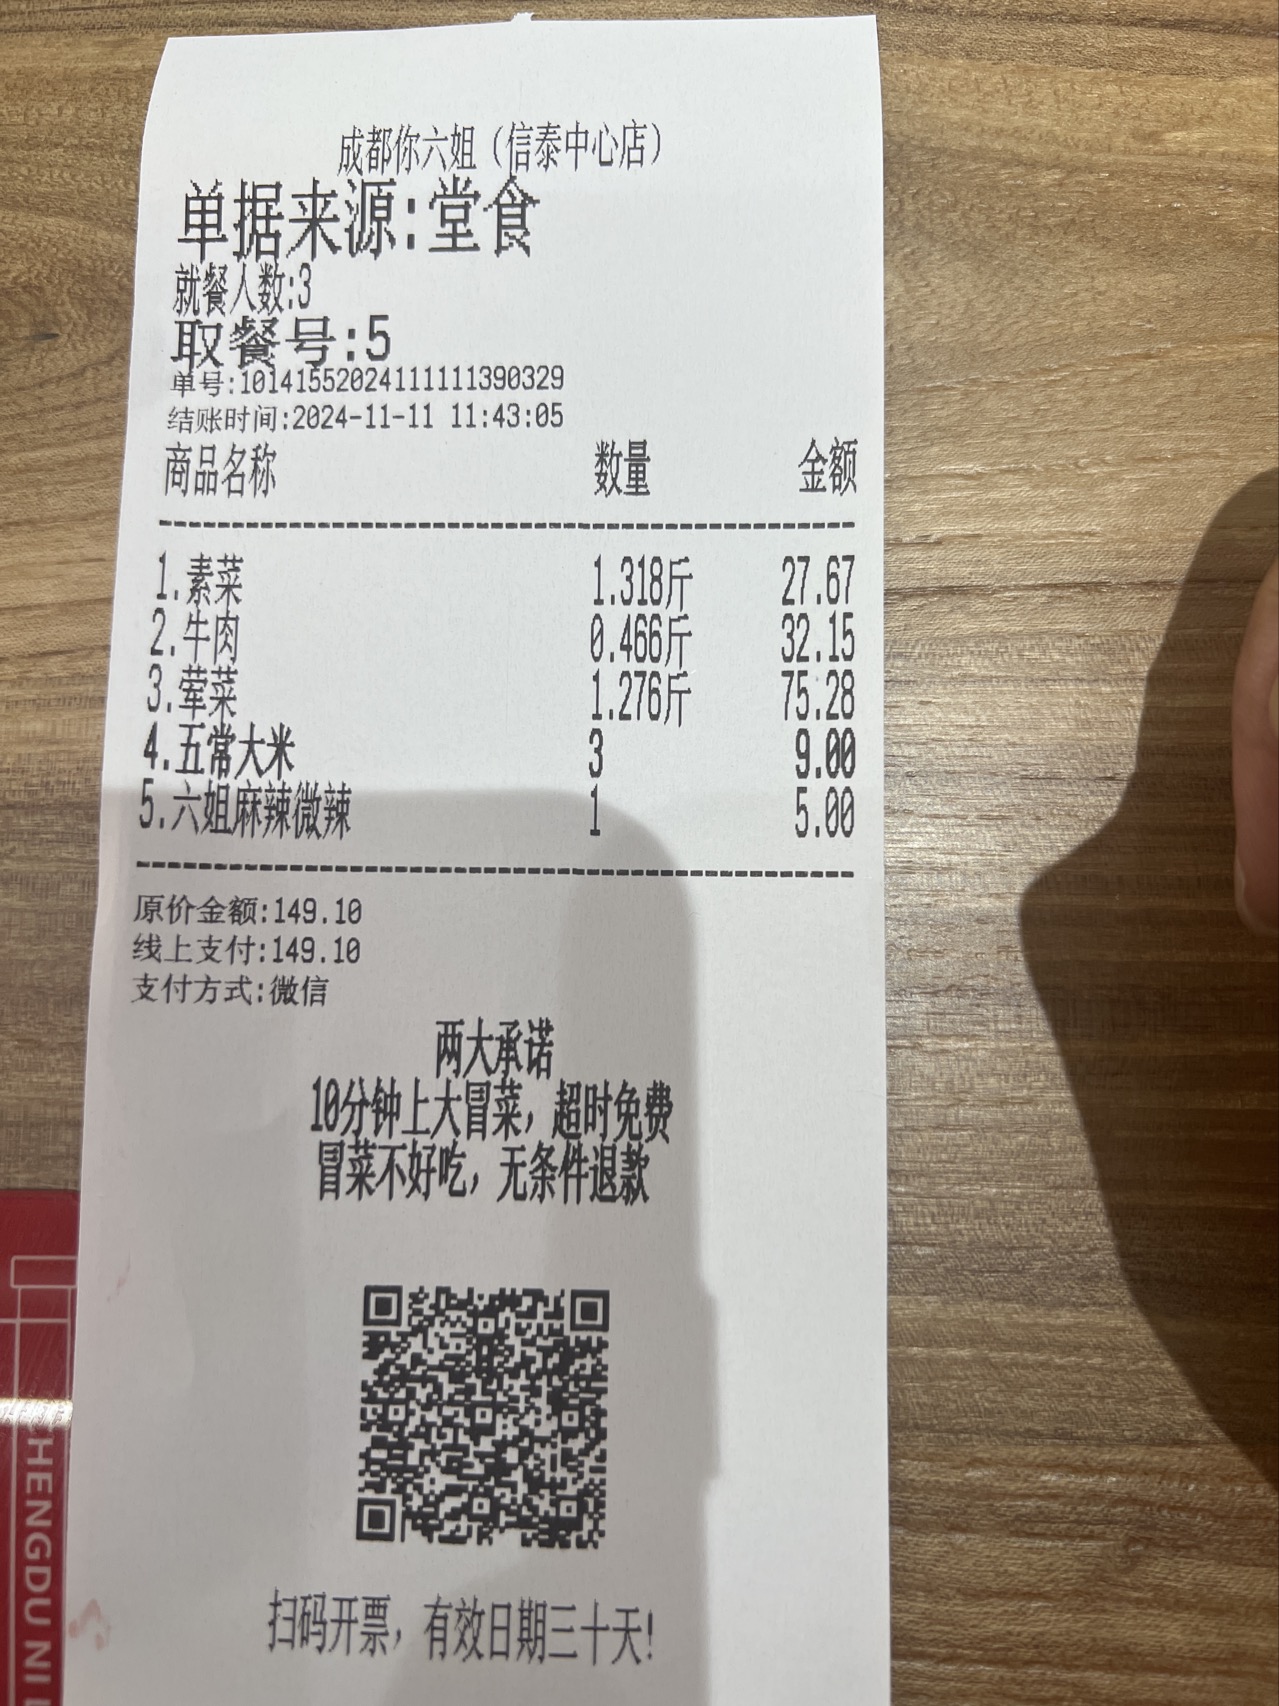 成都你六姐（信泰中心店）
单据来源:堂食
就餐人数:3
取餐号:5
单号:10141552024111111390329
结账时间:2024-11-11 11:43:05
商品名称 数量 金额
1.素菜 1.318斤 27.67
2.牛肉 0.466斤 32.15
3.荤菜 1.276斤 75.28
4.五常大米 3 9.00
5.六姐麻辣微辣 1 5.00
原价金额:149.10
线上支付:149.10
支付方式:微信
两大承诺
10分钟上大冒菜，超时免费
冒菜不好吃，无条件退款
扫码开票，有效日期三十天!
CHENGDU NI